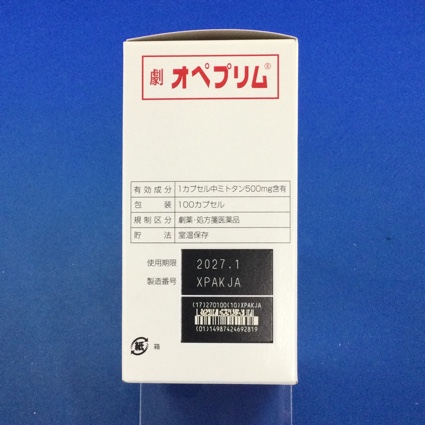 劇 オペプリム®
有効成分 1カプセル中ミトタン500mg含有
包装 100カプセル
規制区分 劇薬・処方箋医薬品
貯法 室温保存
使用期限 2027.1
製造番号 XPAKJA
(17)270100(10)XPAKJA
(01)14987424692819
紙 箱